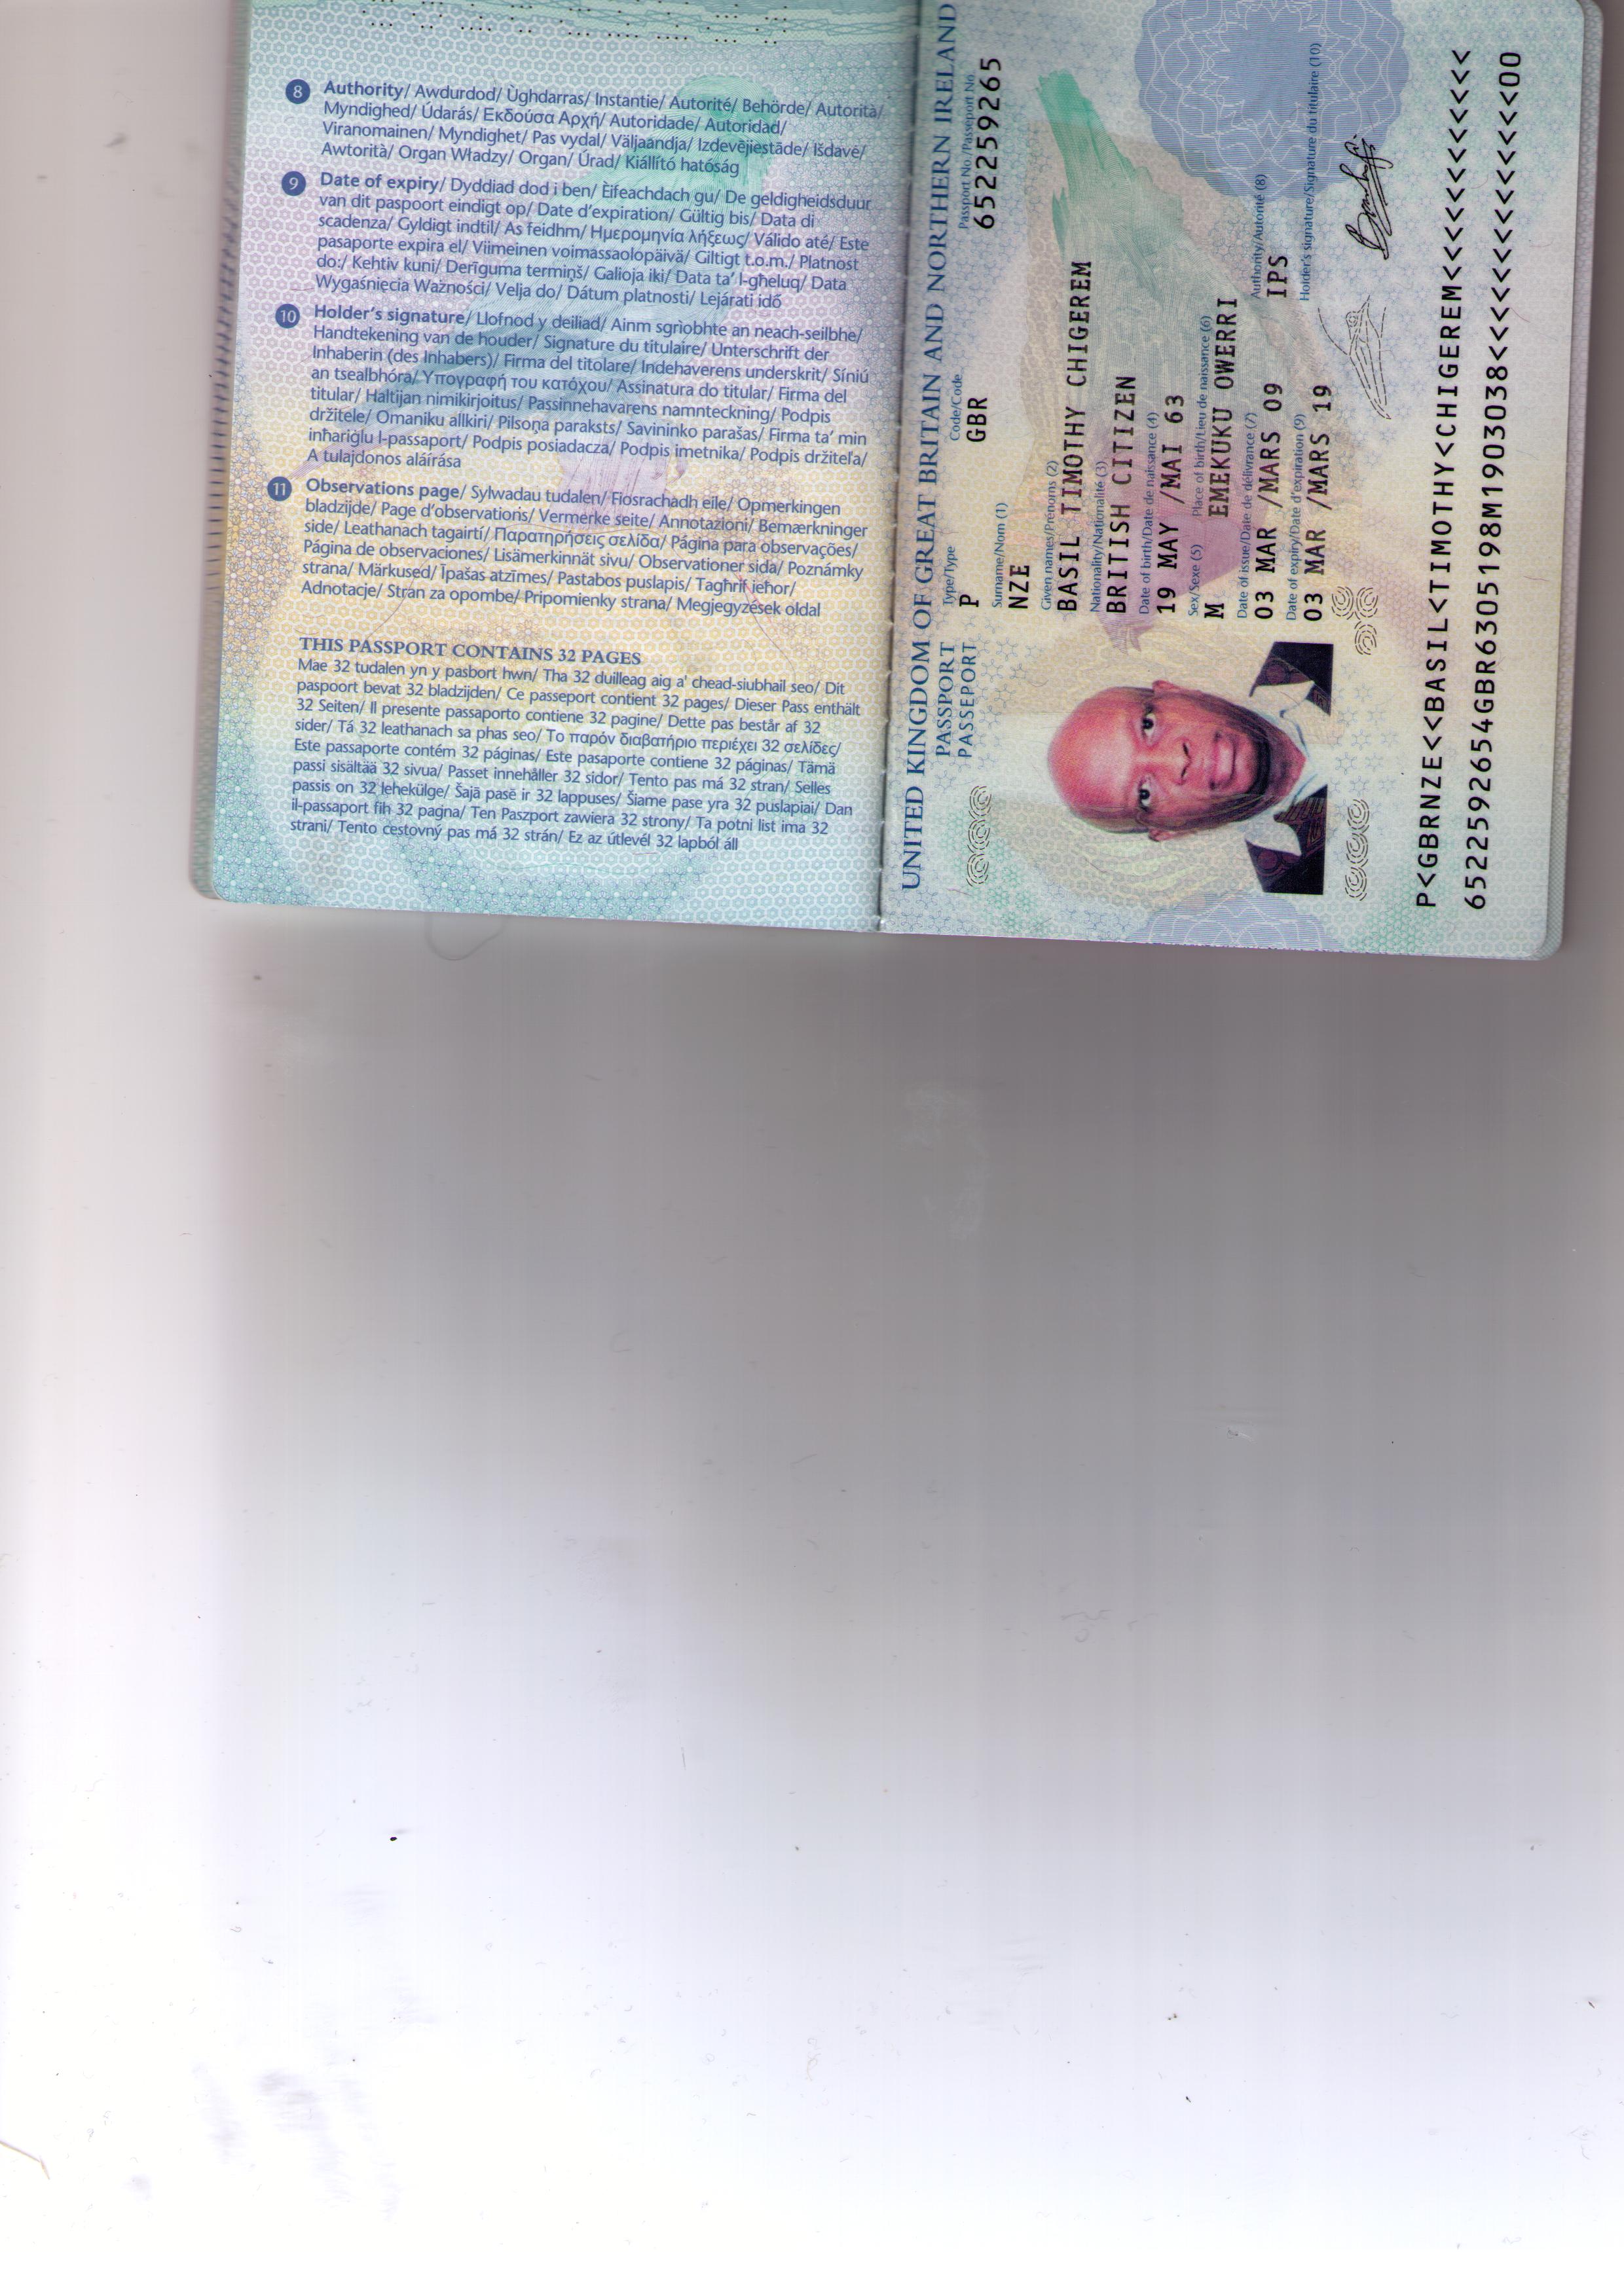 8 Authority/ Awdurdod/ Ùghdarras/ Instantie/ Autorité/ Behörde/ Autorità/
Myndighed/ Údarás/ Εκδούσα Αρχή/ Autoridade/ Autoridad/
Viranomainen/ Myndighet/ Pas vydal/ Väljaandja/ Izdevējiestāde/ Išdavė/
Awtorità/ Organ Władzy/ Organ/ Úrad/ Kiállító hatóság
9 Date of expiry/ Dyddiad dod i ben/ Èifeachdach gu/ De geldigheidsduur
van dit paspoort eindigt op/ Date d'expiration/ Gültig bis/ Data di
scadenza/ Gyldigt indtil/ As feidhm/ Ημερομηνία λήξεως/ Válido até/ Este
pasaporte expira el/ Viimeinen voimassaolopäivä/ Giltigt t.o.m./ Platnost
do:/ Kehtiv kuni/ Derīguma termiņš/ Galioja iki/ Data ta' l-għeluq/ Data
Wygaśnięcia Ważności/ Velja do/ Dátum platnosti/ Lejárati idő
10 Holder's signature/ Llofnod y deiliad/ Ainm sgrìobhte an neach-seilbhe/
Handtekening van de houder/ Signature du titulaire/ Unterschrift der
Inhaberin (des Inhabers)/ Firma del titolare/ Indehaverens underskrit/ Síniú
an tsealbhóra/ Υπογραφή του κατόχου/ Assinatura do titular/ Firma del
titular/ Haltijan nimikirjoitus/ Passinnehavarens namnteckning/ Podpis
držitele/ Omaniku allkiri/ Pilsoņa paraksts/ Savininko parašas/ Firma ta' min
inħariġlu l-passaport/ Podpis posiadacza/ Podpis imetnika/ Podpis držiteľa/
A tulajdonos aláírása
11 Observations page/ Sylwadau tudalen/ Fiosrachadh eile/ Opmerkingen
bladzijde/ Page d'observations/ Vermerke seite/ Annotazioni/ Bemærkninger
side/ Leathanach tagairtí/ Παρατηρήσεις σελίδα/ Página para observações/
Página de observaciones/ Lisämerkinnät sivu/ Observationer sida/ Poznámky
strana/ Märkused/ Īpašas atzīmes/ Pastabos puslapis/ Tagħrif ieħor/
Adnotacje/ Stran za opombe/ Pripomienky strana/ Megjegyzések oldal
THIS PASSPORT CONTAINS 32 PAGES
Mae 32 tudalen yn y pasbort hwn/ Tha 32 duilleag aig a' chead-siubhail seo/ Dit
paspoort bevat 32 bladzijden/ Ce passeport contient 32 pages/ Dieser Pass enthält
32 Seiten/ Il presente passaporto contiene 32 pagine/ Dette pas består af 32
sider/ Tá 32 leathanach sa phas seo/ Το παρόν διαβατήριο περιέχει 32 σελίδες/
Este passaporte contém 32 páginas/ Este pasaporte contiene 32 páginas/ Tämä
passi sisältää 32 sivua/ Passet innehåller 32 sidor/ Tento pas má 32 stran/ Selles
passis on 32 lehekülge/ Šajā pasē ir 32 lappuses/ Šiame pase yra 32 puslapiai/ Dan
il-passaport fih 32 paġna/ Ten Paszport zawiera 32 strony/ Ta potni list ima 32
strani/ Tento cestovný pas má 32 strán/ Ez az útlevél 32 lapból áll
UNITED KINGDOM OF GREAT BRITAIN AND NORTHERN IRELAND
PASSPORT Type/Type Code/Code Passport No./Passeport No.
PASSEPORT P GBR 652259265
Surname/Nom (1)
NZE
Given names/Prénoms (2)
BASIL TIMOTHY CHIGEREM
Nationality/Nationalité (3)
BRITISH CITIZEN
Date of birth/Date de naissance (4)
19 MAY /MAI 63
Sex/Sexe (5) Place of birth/Lieu de naissance (6)
M EMEKUKU OWERRI
Date of issue/Date de délivrance (7) Authority/Autorité (8)
03 MAR /MARS 09 IPS
Date of expiry/Date d'expiration (9) Holder's signature/Signature du titulaire (10)
03 MAR /MARS 19
P<GBRNZE<<BASIL<TIMOTHY<CHIGEREM<<<<<<<<<<<<
6522592654GBR6305198M1903038<<<<<<<<<<<<<<00